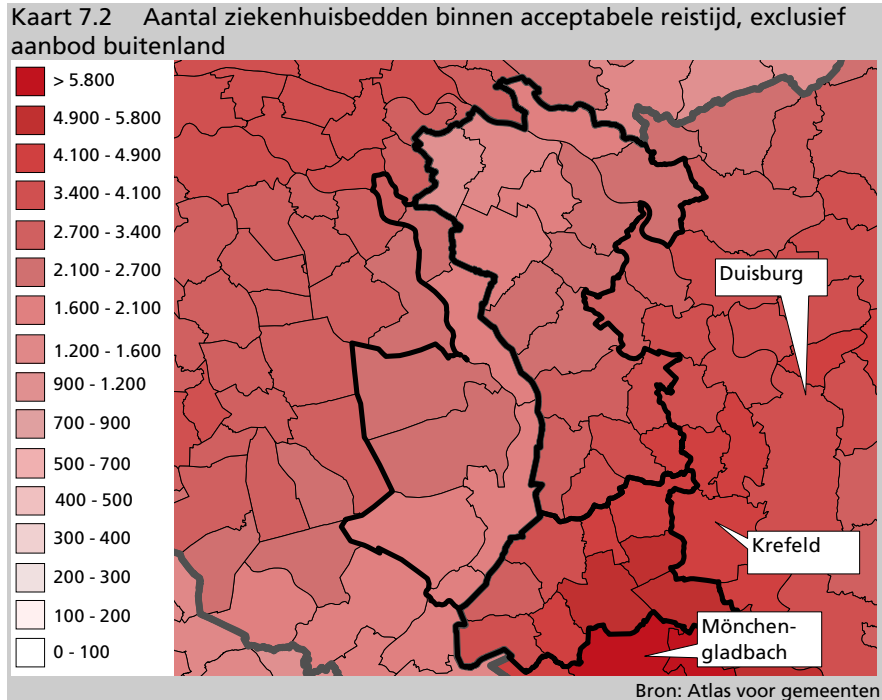 Kaart 7.2 Aantal ziekenhuisbedden binnen acceptabele reistijd, exclusief
aanbod buitenland
> 5.800
4.900 - 5.800
4.100 - 4.900
3.400 - 4.100
2.700 - 3.400
2.100 - 2.700
1.600 - 2.100
1.200 - 1.600
900 - 1.200
700 - 900
500 - 700
400 - 500
300 - 400
200 - 300
100 - 200
0 - 100
Duisburg
Krefeld
Mönchen-
gladbach
Bron: Atlas voor gemeenten